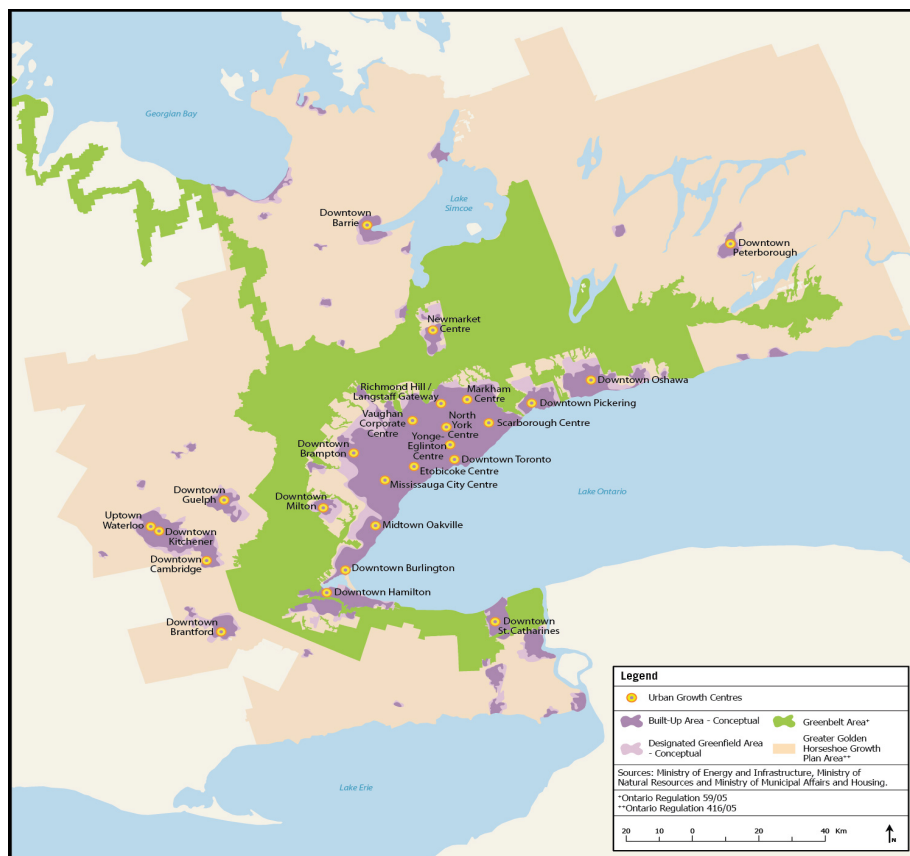 Georgian Bay
Lake
Simcoe
Downtown
Barrie
Downtown
Peterborough
Newmarket
Centre
Richmond Hill /
Langstaff Gateway
Markham
Centre
Downtown Oshawa
Downtown Pickering
Vaughan
Corporate
Centre
North
York
Centre
Scarborough Centre
Yonge-
Eglinton
Centre
Downtown
Brampton
Downtown Toronto
Etobicoke Centre
Mississauga City Centre
Lake Ontario
Downtown
Guelph
Downtown
Milton
Uptown
Waterloo
Downtown
Kitchener
Midtown Oakville
Downtown
Cambridge
Downtown Burlington
Downtown Hamilton
Downtown
Brantford
Downtown
St. Catharines
Lake Erie
Legend
Urban Growth Centres
Built-Up Area - Conceptual
Greenbelt Area+
Designated Greenfield Area
- Conceptual
Greater Golden
Horseshoe Growth
Plan Area++
Sources: Ministry of Energy and Infrastructure, Ministry of
Natural Resources and Ministry of Municipal Affairs and Housing.
+Ontario Regulation 59/05
++Ontario Regulation 416/05
20 10 0 20 40 Km
N